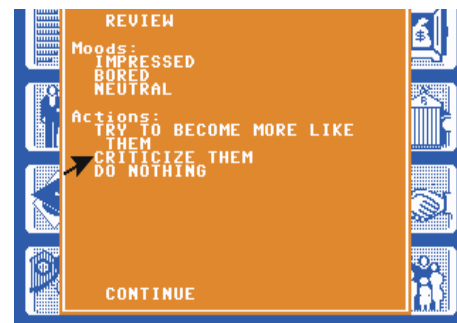 REVIEW
Moods:
IMPRESSED
BORED
NEUTRAL
Actions:
TRY TO BECOME MORE LIKE
THEM
CRITICIZE THEM
DO NOTHING
CONTINUE